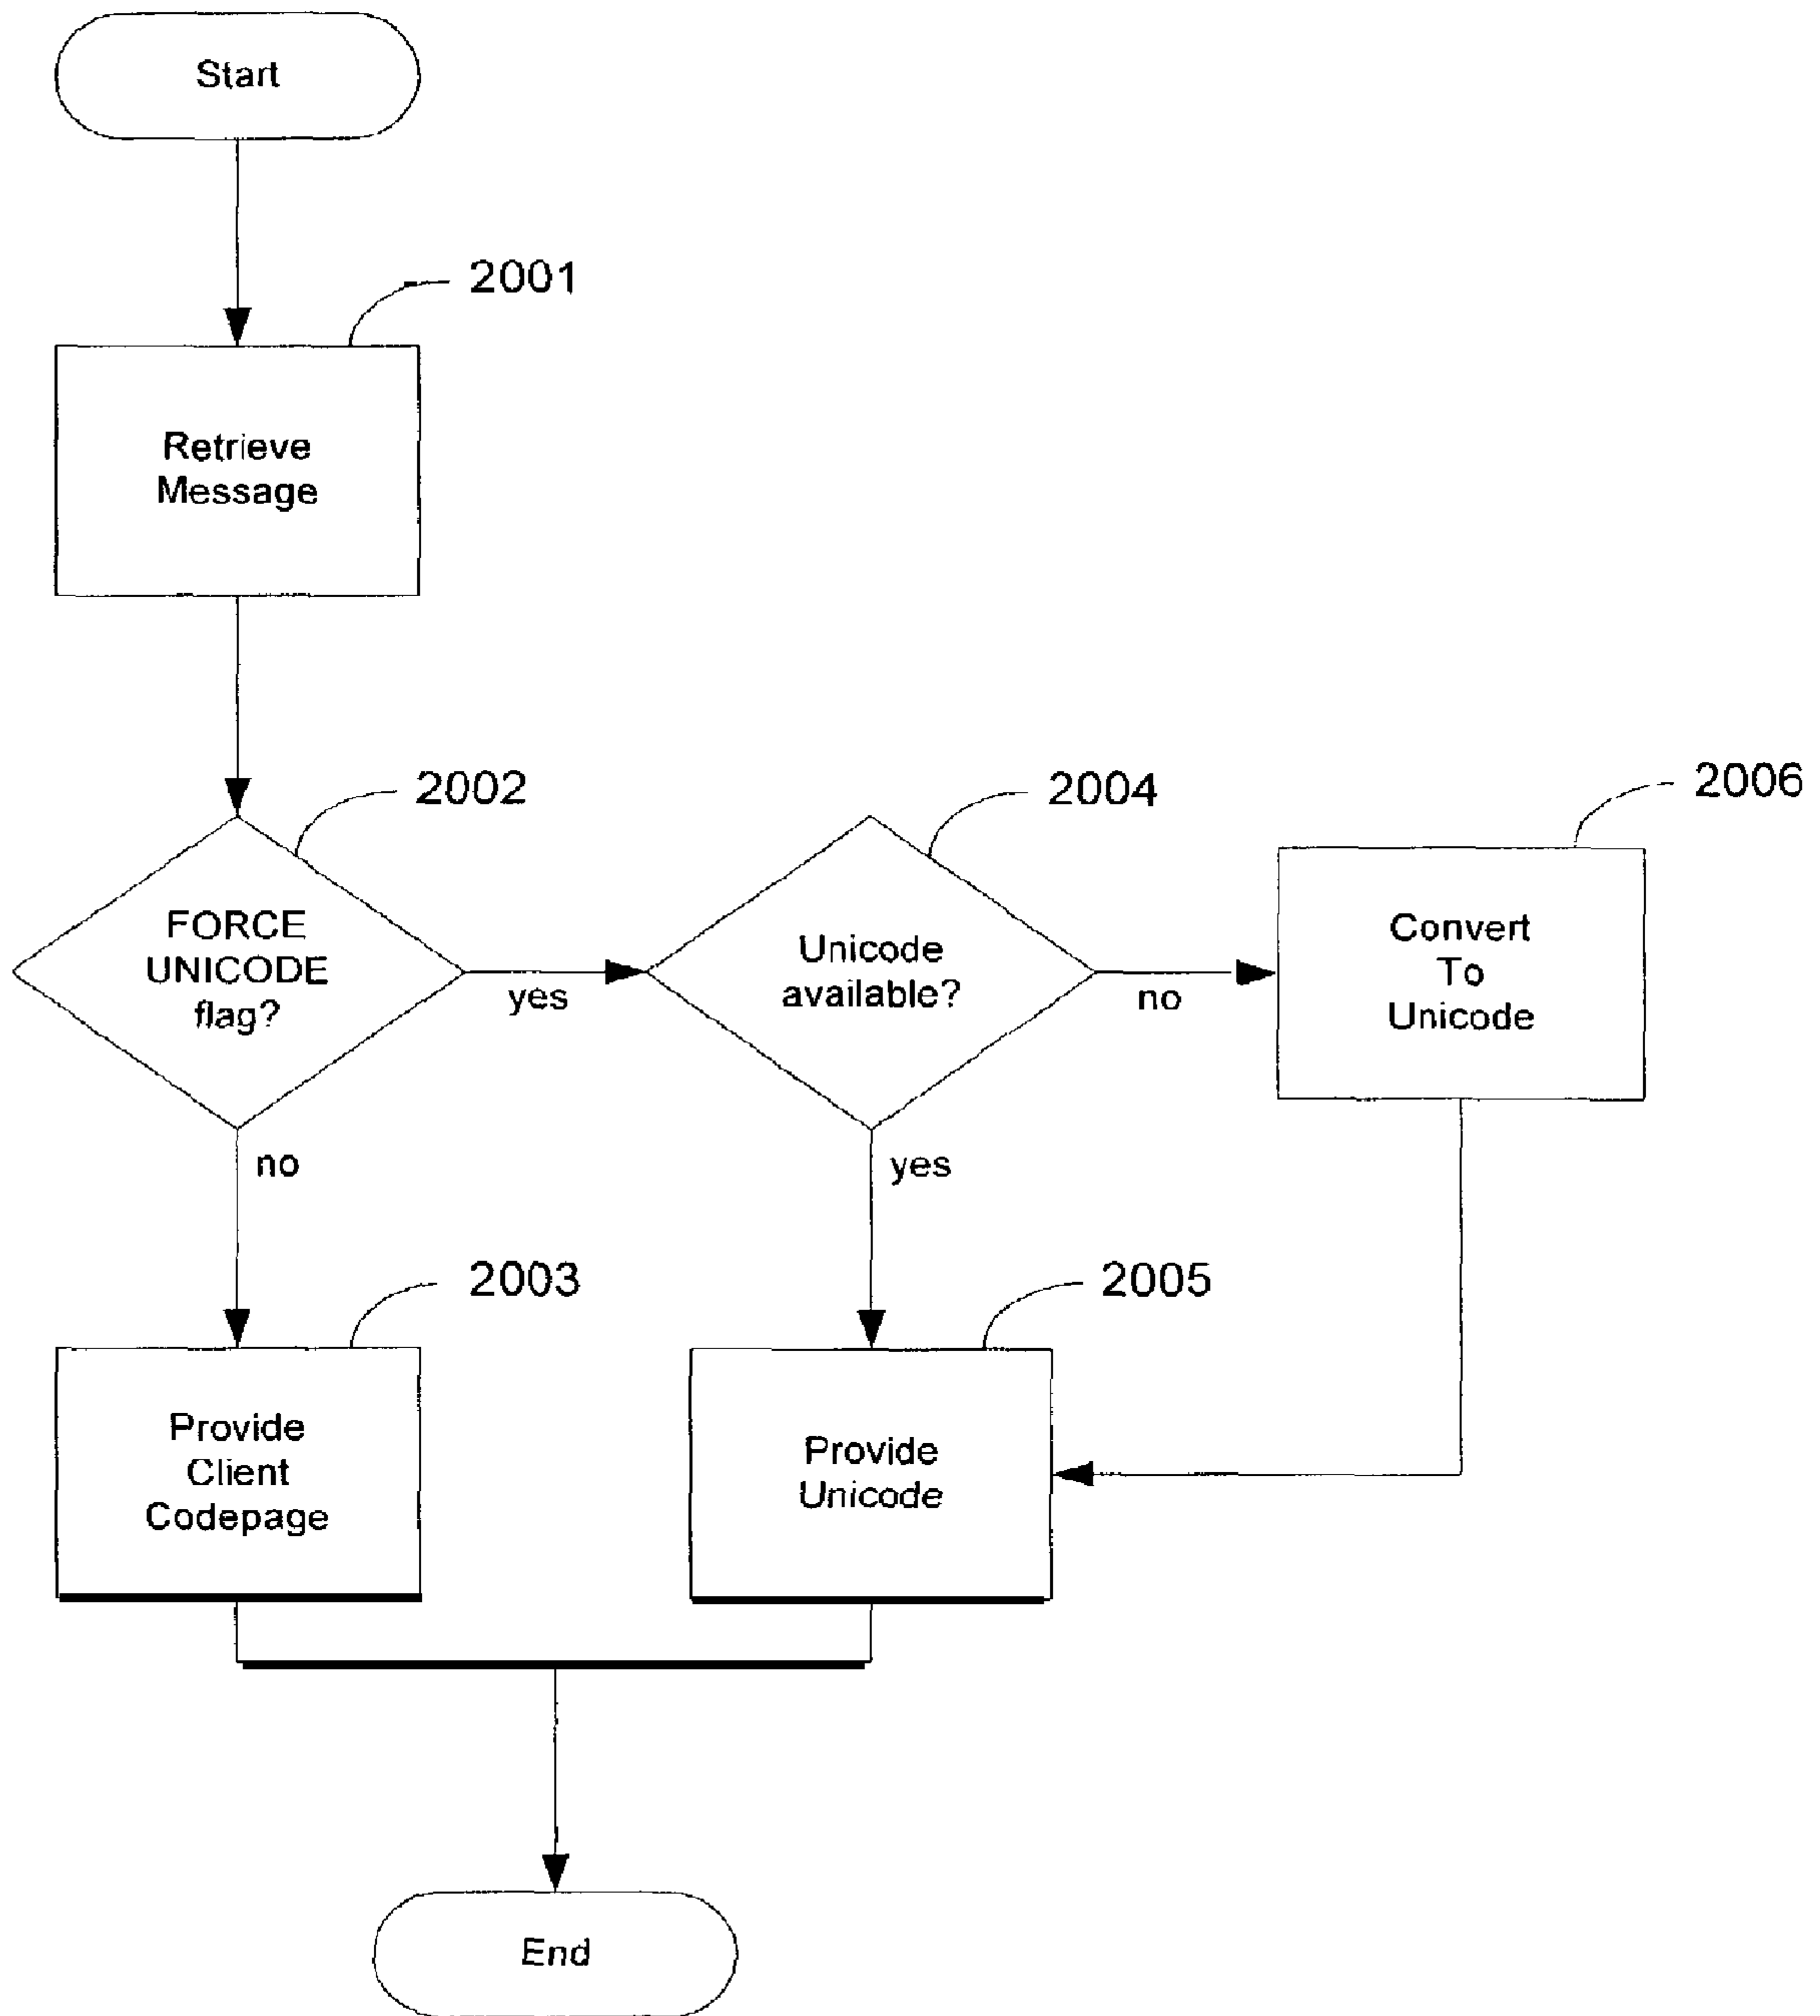 Start
2001
Retrieve
Message
2002
2004
2006
FORCE
UNICODE
flag?
yes
Unicode
available?
no
Convert
To
Unicode
no
yes
2003
2005
Provide
Client
Codepage
Provide
Unicode
End